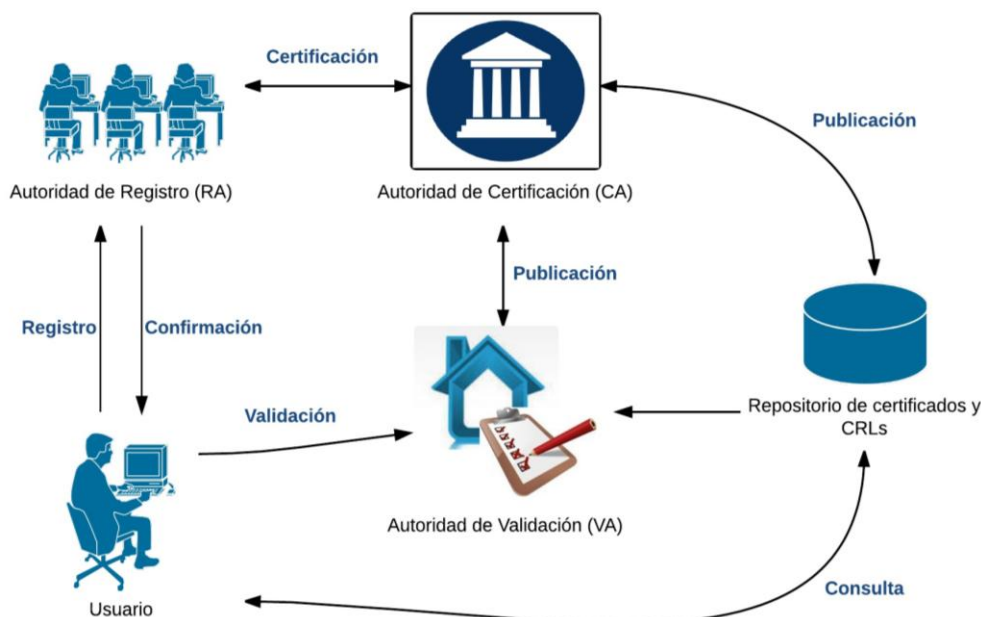 Certificación
Publicación
Autoridad de Registro (RA)
Autoridad de Certificación (CA)
Publicación
Registro
Confirmación
Validación
Repositorio de certificados y
CRLs
Autoridad de Validación (VA)
Consulta
Usuario